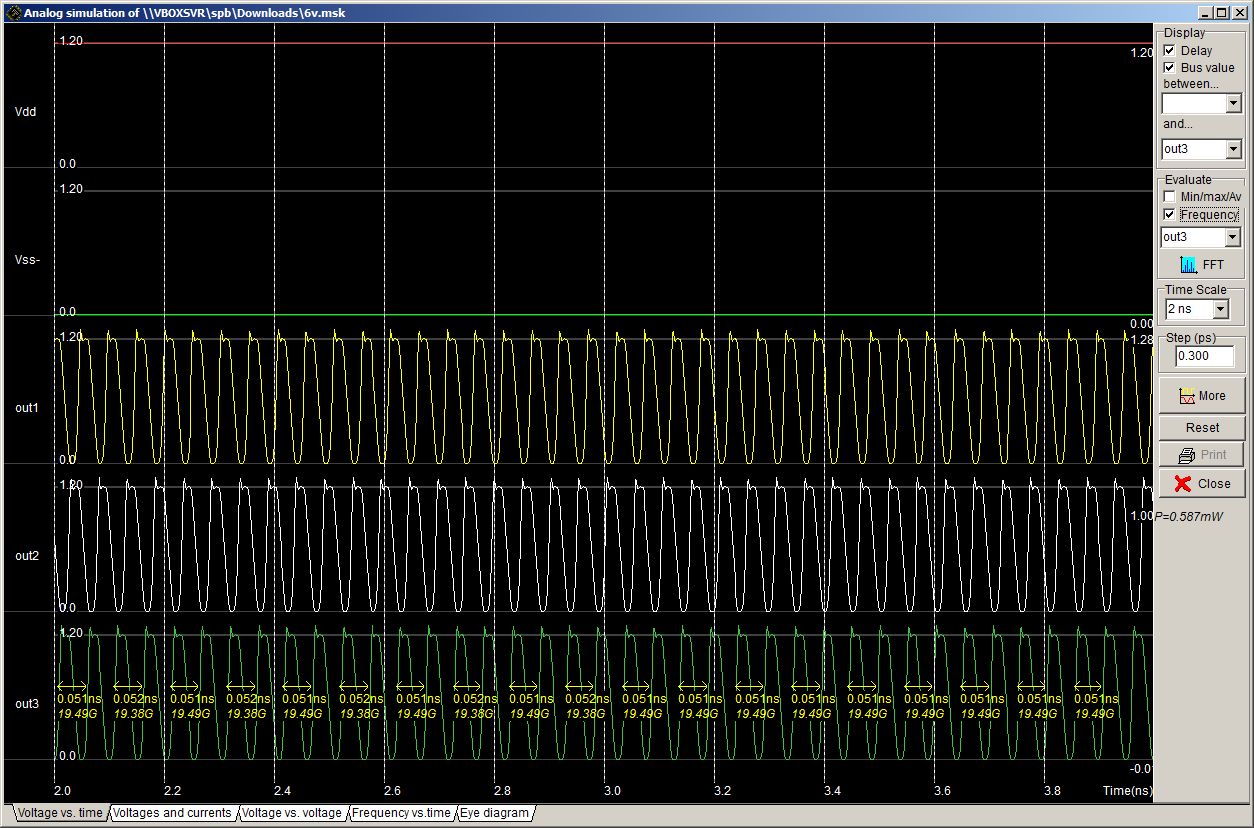 Analog simulation of \\VBOXSVR\spb\Downloads\6v.msk
1.20
1.20
Vdd
0.0
1.20
Vss-
0.0
0.00
1.20
1.28
out1
0.0
1.20
1.00
out2
0.0
1.20
0.051ns 0.052ns 0.051ns 0.052ns 0.051ns 0.052ns 0.051ns 0.052ns 0.051ns 0.052ns 0.051ns 0.051ns 0.051ns 0.051ns 0.051ns 0.051ns 0.051ns 0.051ns 0.051ns
out3
19.49G 19.36G 19.49G 19.36G 19.49G 19.36G 19.49G 19.36G 19.49G 19.36G 19.49G 19.49G 19.49G 19.49G 19.49G 19.49G 19.49G 19.49G 19.49G
0.0
2.0 2.2 2.4 2.6 2.8 3.0 3.2 3.4 3.6 3.8 Time(ns)
Display
Delay
Bus value
between...
and...
out3
Evaluate
Min/max/Av
Frequency
out3
FFT
Time Scale
2 ns
Step (ps)
0.300
More
Reset
Print
Close
P=0.587mW
Voltage vs. time Voltages and currents Voltage vs. voltage Frequency vs.time Eye diagram